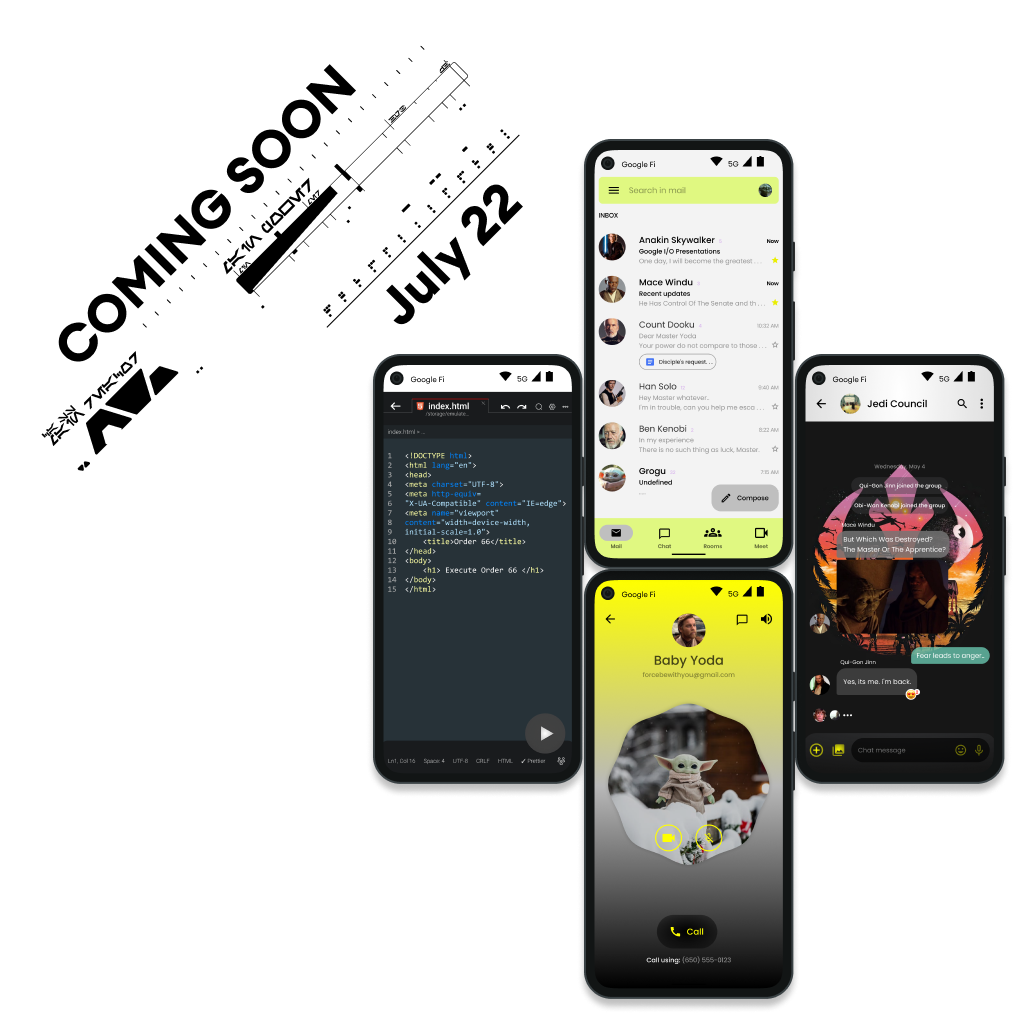 COMING SOON
July 22
Google Fi
5G
Search in mail
INBOX
Anakin Skywalker
Now
Google I/O Presentations
One day, I will become the greatest . . .
Mace Windu
Now
Recent updates
He Has Control Of The Senate and th . . .
Count Dooku
10:32 AM
Dear Master Yoda
Your power do not compare to those . . .
Disciple's request. ...
Han Solo
9:40 AM
Hey Master whatever..
I'm in trouble, can you help me esco. . .
Ben Kenobi
8:22 AM
In my experience
There is no such thing as luck, Master.
Grogu
7:15 AM
Undefined
...
Compose
Mail
Chat
Rooms
Meet
Google Fi
5G
index.html
/storage/emulate..
index.html = ...
1 <!DOCTYPE html>
2 <html lang="en">
3 <head>
4 <meta charset="UTF-8">
5 <meta http-equiv=
6 "X-UA-Compatible" content="IE=edge">
7 <meta name="viewport"
8 content="width=device-width,
9 initial-scale=1.0">
10 <title>Order 66</title>
11 </head>
12 <body>
13 <h1> Execute Order 66 </h1>
14 </body>
15 </html>
Ln1, Col 16
Space: 4
UTF-8
CRLF
HTML
✓ Prettier
Google Fi
5G
Jedi Council
Wednesday, May 4
Qui-Gon Jinn joined the group
Obi-Wan Kenobi joined the group
Mace Windu
But Which Was Destroyed?
The Master Or The Apprentice?
Fear leads to anger..
Qui-Gon Jinn
Yes, its me. i'm back.
Chat message
Google Fi
5G
Baby Yoda
forcebewithyou@gmail.com
Call
Call using: (650) 555-0123